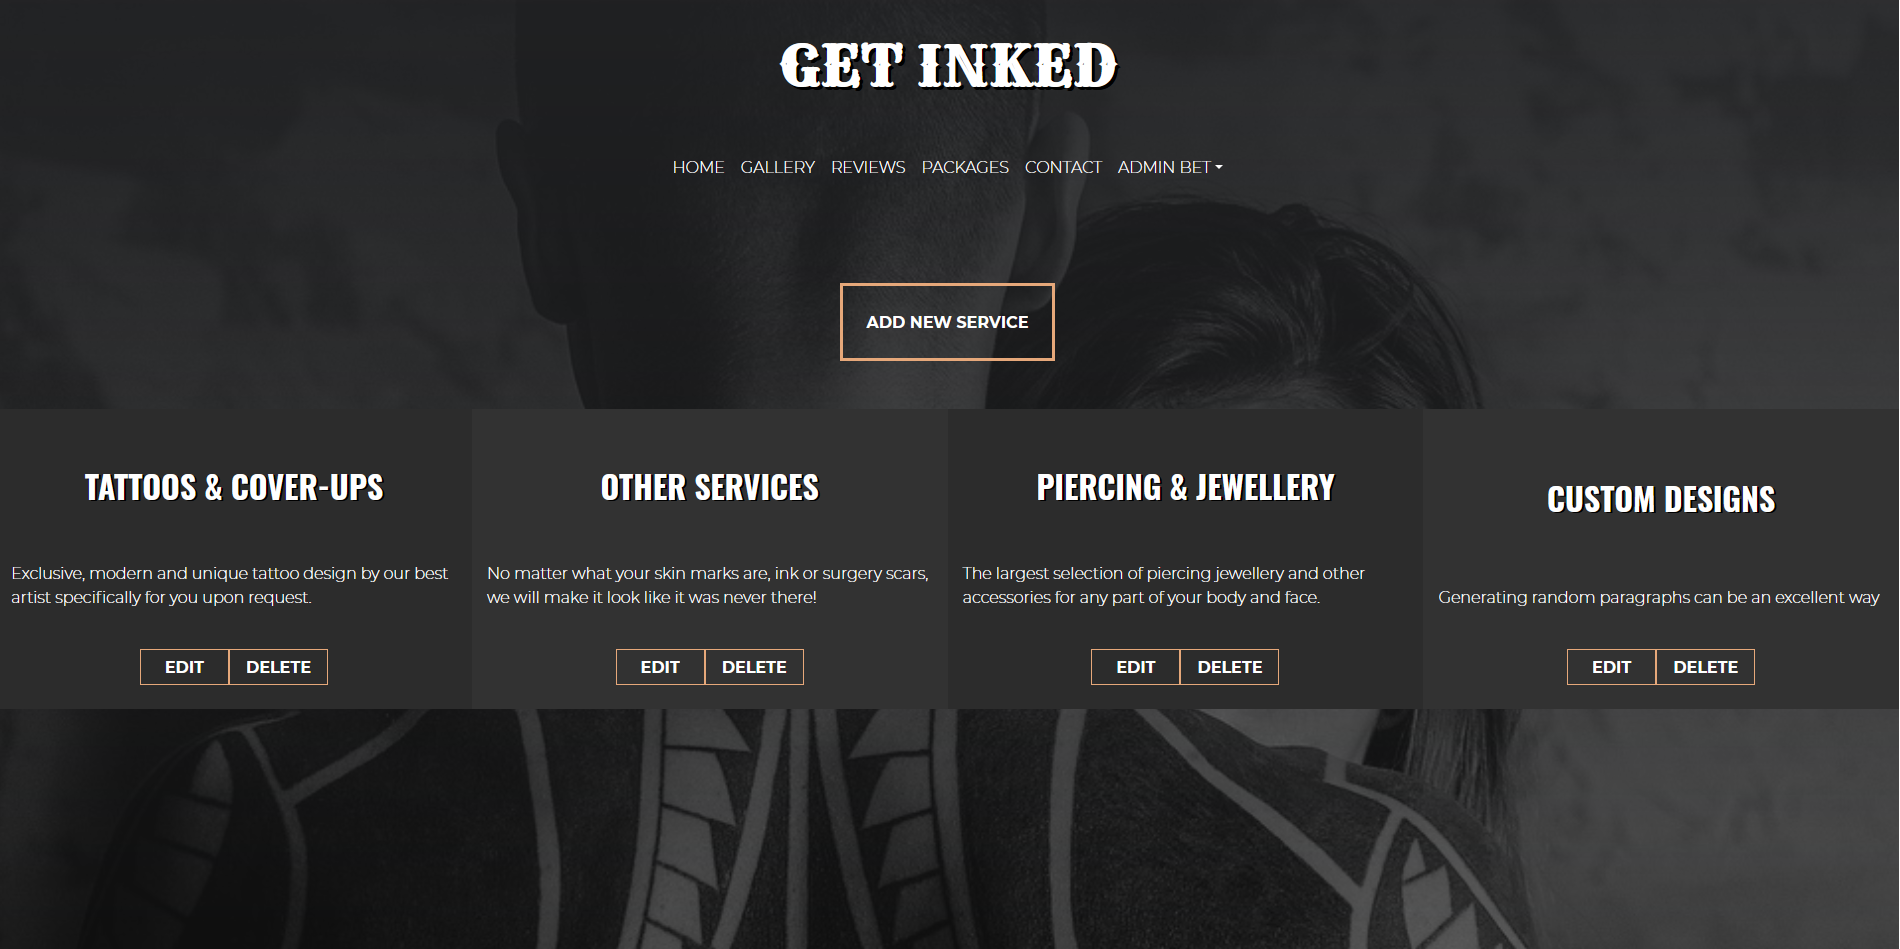 GET INKED
HOME GALLERY REVIEWS PACKAGES CONTACT ADMIN BET
ADD NEW SERVICE
TATTOOS & COVER-UPS
Exclusive, modern and unique tattoo design by our best
artist specifically for you upon request.
EDIT DELETE
OTHER SERVICES
No matter what your skin marks are, ink or surgery scars,
we will make it look like it was never there!
EDIT DELETE
PIERCING & JEWELLERY
The largest selection of piercing jewellery and other
accessories for any part of your body and face.
EDIT DELETE
CUSTOM DESIGNS
Generating random paragraphs can be an excellent way
EDIT DELETE